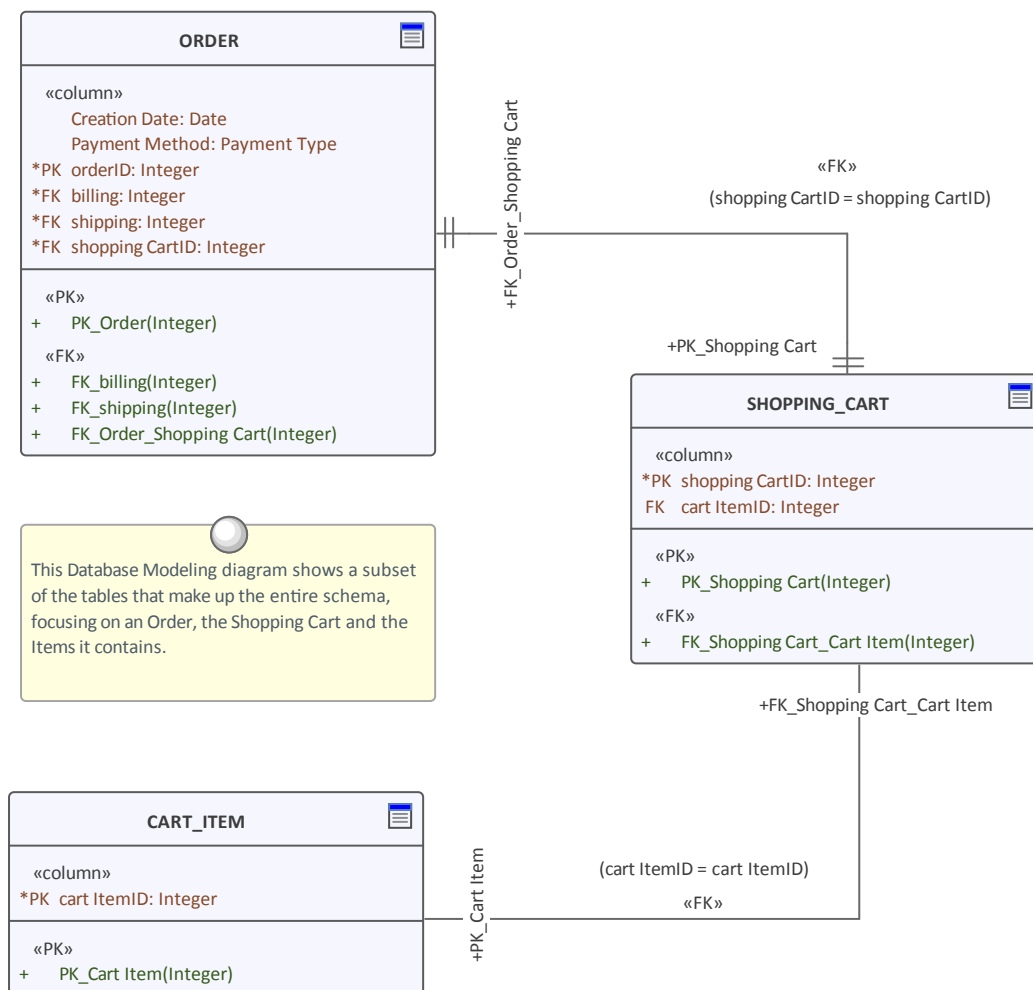 ORDER
«column»
Creation Date: Date
Payment Method: Payment Type
*PK orderID: Integer
*FK billing: Integer
*FK shipping: Integer
*FK shopping CartID: Integer
«PK»
+ PK_Order(Integer)
«FK»
+ FK_billing(Integer)
+ FK_shipping(Integer)
+ FK_Order_Shopping Cart(Integer)
+FK_Order_Shopping Cart
«FK»
(shopping CartID = shopping CartID)
+PK_Shopping Cart
SHOPPING_CART
«column»
*PK shopping CartID: Integer
FK cart ItemID: Integer
«PK»
+ PK_Shopping Cart(Integer)
«FK»
+ FK_Shopping Cart_Cart Item(Integer)
This Database Modeling diagram shows a subset
of the tables that make up the entire schema,
focusing on an Order, the Shopping Cart and the
Items it contains.
+FK_Shopping Cart_Cart Item
CART_ITEM
«column»
*PK cart ItemID: Integer
«PK»
+ PK_Cart Item(Integer)
+PK_Cart Item
(cart ItemID = cart ItemID)
«FK»